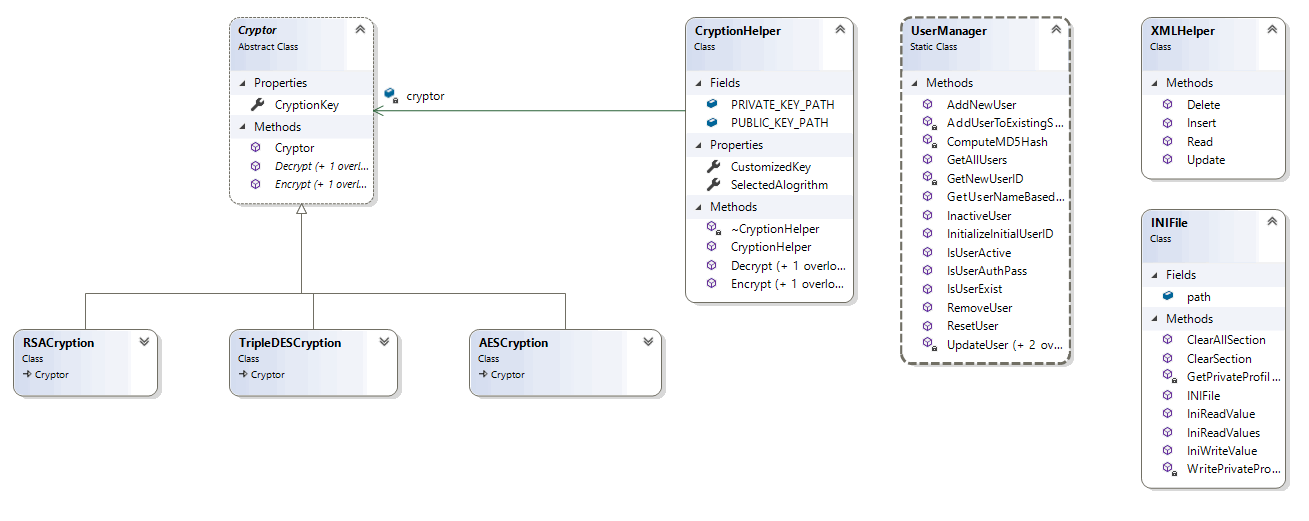 Cryptor
Abstract Class
Properties
CryptionKey
Methods
Cryptor
Decrypt (+ 1 overlo...
Encrypt (+ 1 overl...
cryptor
CryptionHelper
Class
Fields
PRIVATE_KEY_PATH
PUBLIC_KEY_PATH
Properties
CustomizedKey
SelectedAlogrithm
Methods
~CryptionHelper
CryptionHelper
Decrypt (+ 1 overlo...
Encrypt (+ 1 overlo...
UserManager
Static Class
Methods
AddNewUser
AddUserToExistingS...
ComputeMD5Hash
GetAllUsers
GetNewUserID
GetUserNameBased...
InactiveUser
InitializeInitialUserID
IsUserActive
IsUserAuthPass
IsUserExist
RemoveUser
ResetUser
UpdateUser (+ 2 ov...
XMLHelper
Class
Methods
Delete
Insert
Read
Update
INIFile
Class
Fields
path
Methods
ClearAllSection
ClearSection
GetPrivateProfil...
INIFile
IniReadValue
IniReadValues
IniWriteValue
WritePrivatePro...
RSACryption
Class
Cryptor
TripleDESCryption
Class
Cryptor
AESCryption
Class
Cryptor